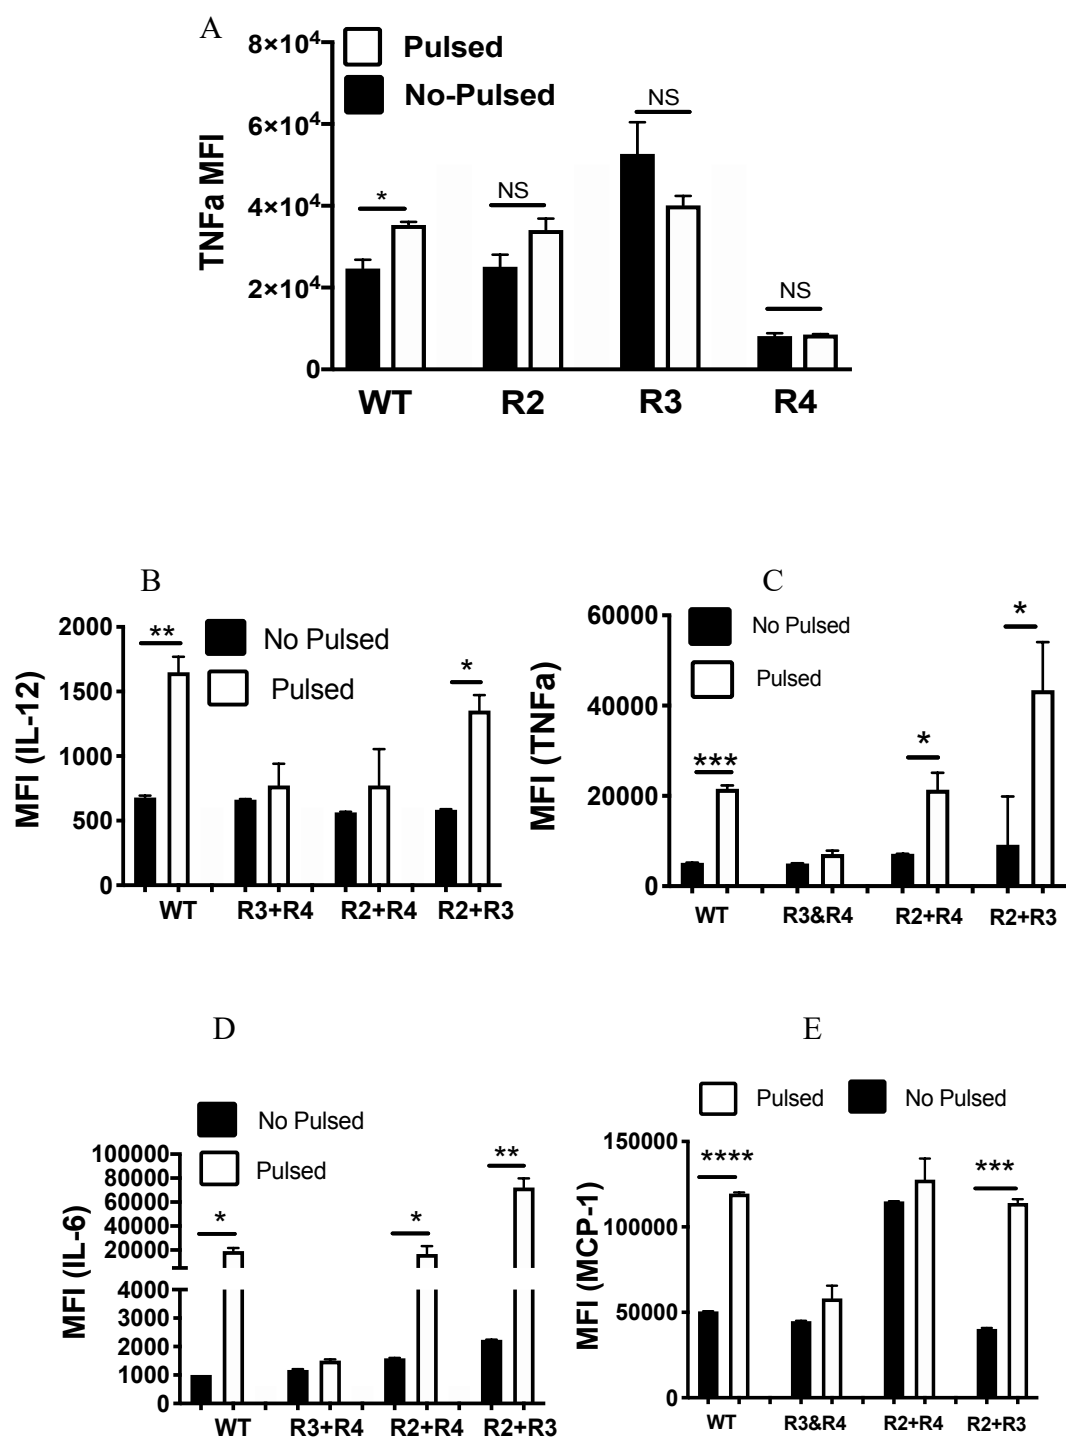 A
Pulsed
No-Pulsed
TNFa MFI
8×10⁴
6×10⁴
4×10⁴
2×10⁴
0
*
NS
NS
NS
WT R2 R3 R4
B
No Pulsed
Pulsed
MFI (IL-12)
2000
1500
1000
500
0
**
*
WT R3+R4 R2+R4 R2+R3
C
No Pulsed
Pulsed
MFI (TNFa)
60000
40000
20000
0
***
*
*
WT R3&R4 R2+R4 R2+R3
D
No Pulsed
Pulsed
MFI (IL-6)
100000
80000
60000
40000
20000
4000
3000
2000
1000
0
*
*
**
WT R3+R4 R2+R4 R2+R3
E
Pulsed No Pulsed
MFI (MCP-1)
150000
100000
50000
0
****
***
WT R3&R4 R2+R4 R2+R3